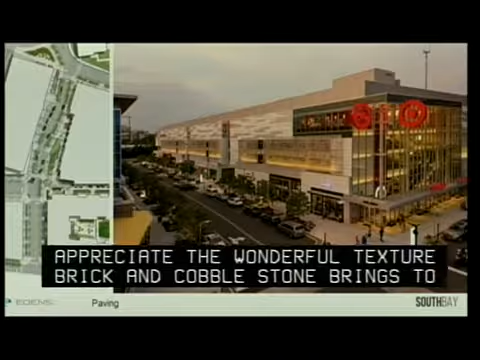 APPRECIATE THE WONDERFUL TEXTURE
BRICK AND COBBLE STONE BRINGS TO
EDENS
Paving
SOUTHBAY